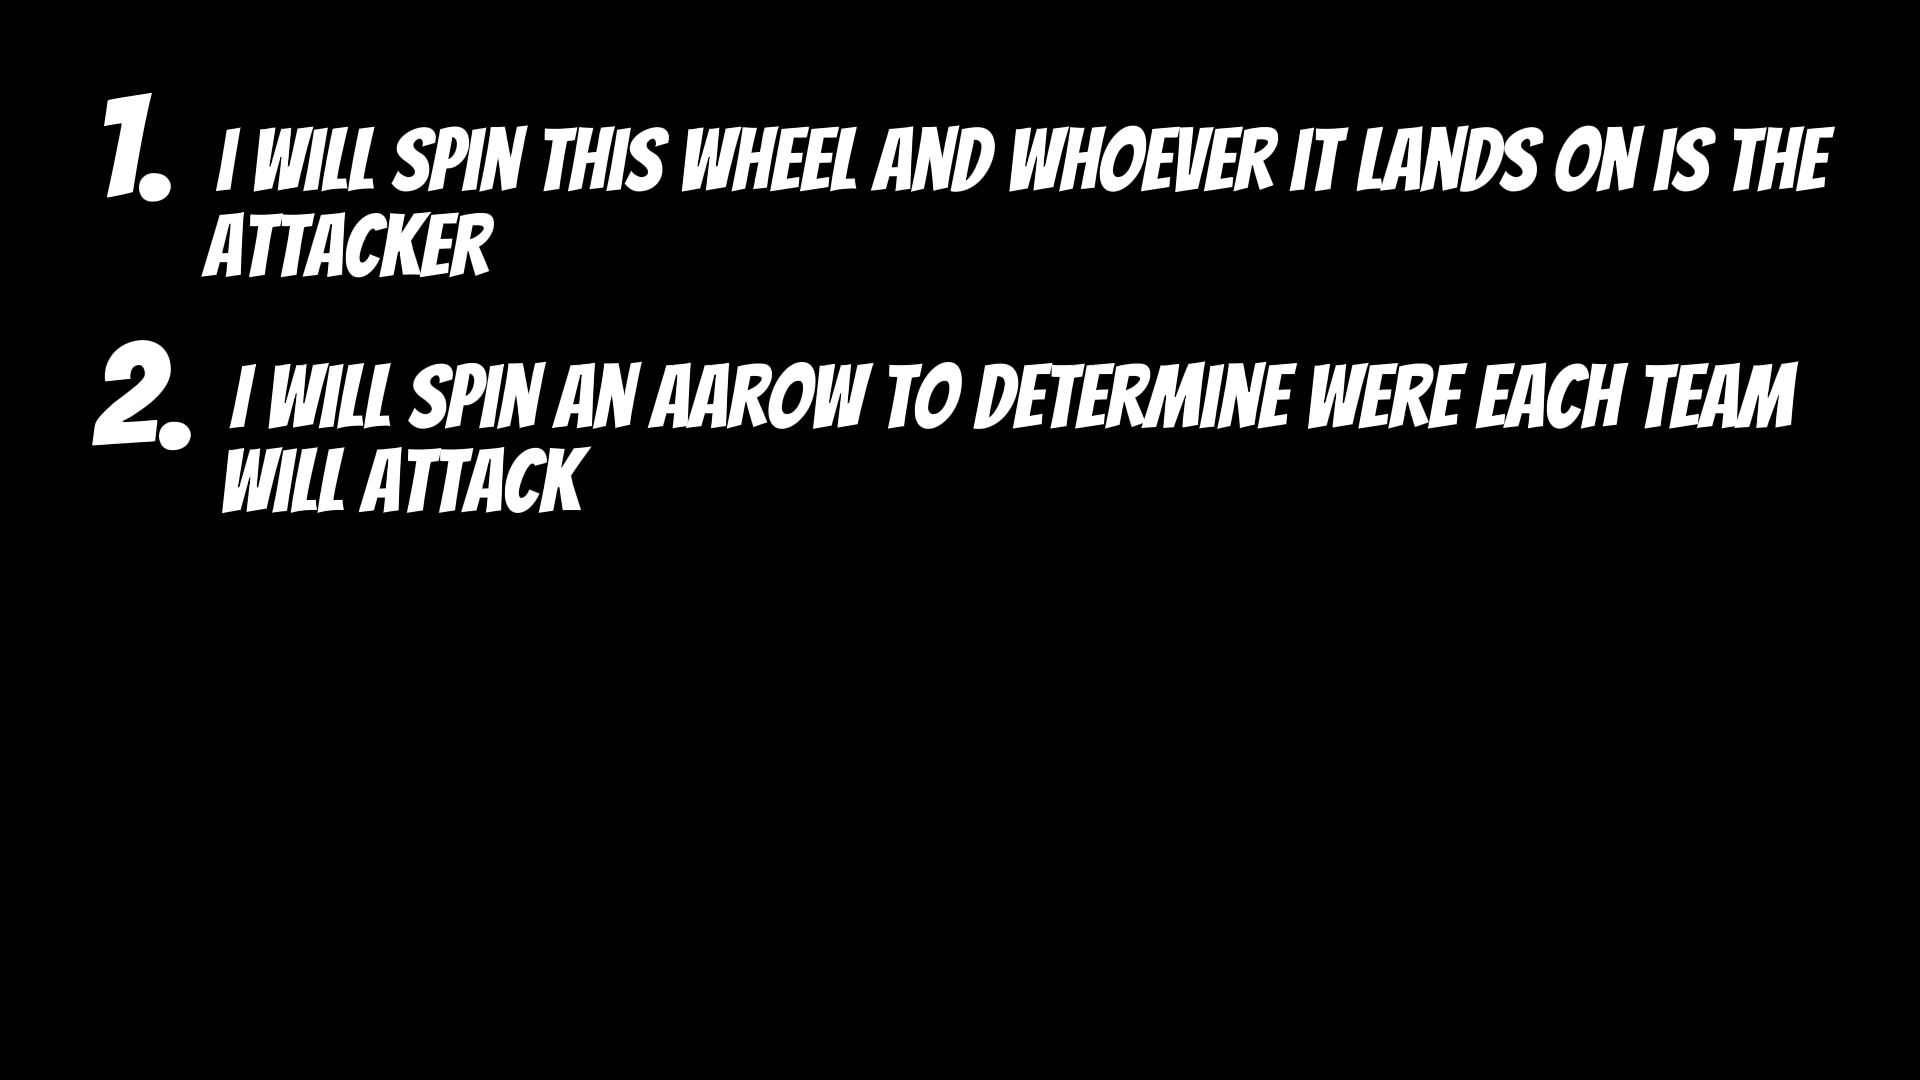 1. I WILL SPIN THIS WHEEL AND WHOEVER IT LANDS ON IS THE
ATTACKER
2. I WILL SPIN AN AAROW TO DETERMINE WERE EACH TEAM
WILL ATTACK